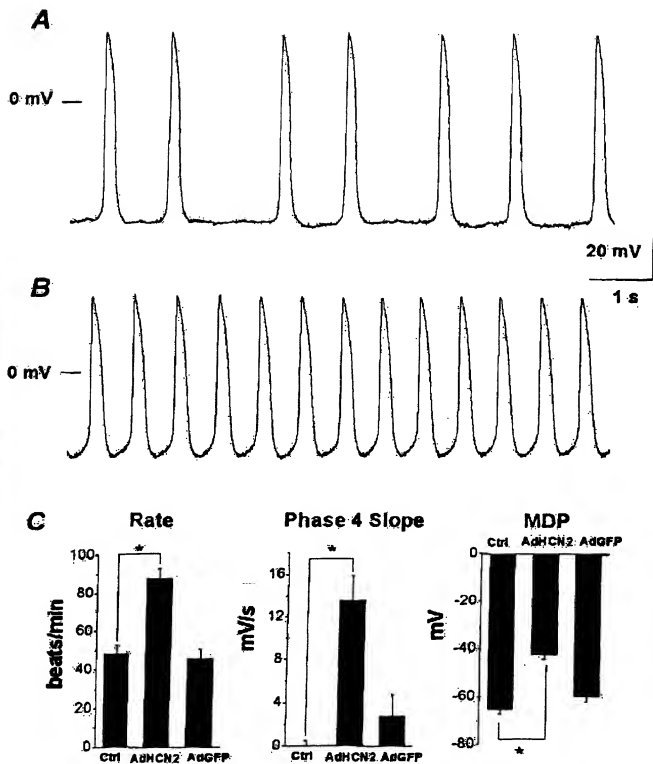 A
0 mV
20 mV
1 s
B
0 mV
C
Rate
Phase 4 Slope
MDP
beats/min
100
80
60
40
20
0
Ctrl AdHCN2 AdGFP
*
mV/s
16
12
8
4
0
Ctrl AdHCN2 AdGFP
*
mV
Ctrl AdHCN2 AdGFP
0
-20
-40
-60
-80
*